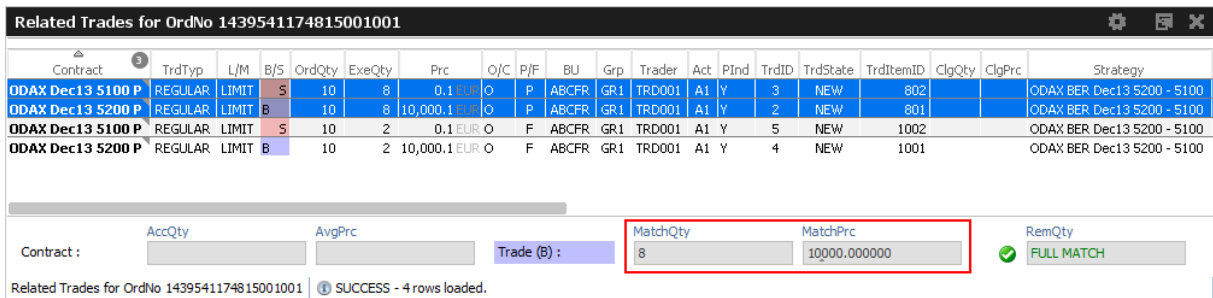 Related Trades for OrdNo 1439541174815001001
Contract 3 TrdTyp L/M B/S OrdQty ExeQty Prc O/C P/F BU Grp Trader Act PInd TrdID TrdState TrdItemID ClgQty ClgPrc Strategy
ODAX Dec13 5100 P REGULAR LIMIT S 10 8 0.1 EUR O P ABCFR GR1 TRD001 A1 Y 3 NEW 802 ODAX BER Dec13 5200 - 5100
ODAX Dec13 5200 P REGULAR LIMIT B 10 8 10,000.1 EUR O P ABCFR GR1 TRD001 A1 Y 2 NEW 801 ODAX BER Dec13 5200 - 5100
ODAX Dec13 5100 P REGULAR LIMIT S 10 2 0.1 EUR O F ABCFR GR1 TRD001 A1 Y 5 NEW 1002 ODAX BER Dec13 5200 - 5100
ODAX Dec13 5200 P REGULAR LIMIT B 10 2 10,000.1 EUR O F ABCFR GR1 TRD001 A1 Y 4 NEW 1001 ODAX BER Dec13 5200 - 5100
AccQty AvgPrc MatchQty MatchPrc RemQty
Contract : Trade (B) : 8 10000.000000 FULL MATCH
Related Trades for OrdNo 1439541174815001001 SUCCESS - 4 rows loaded.